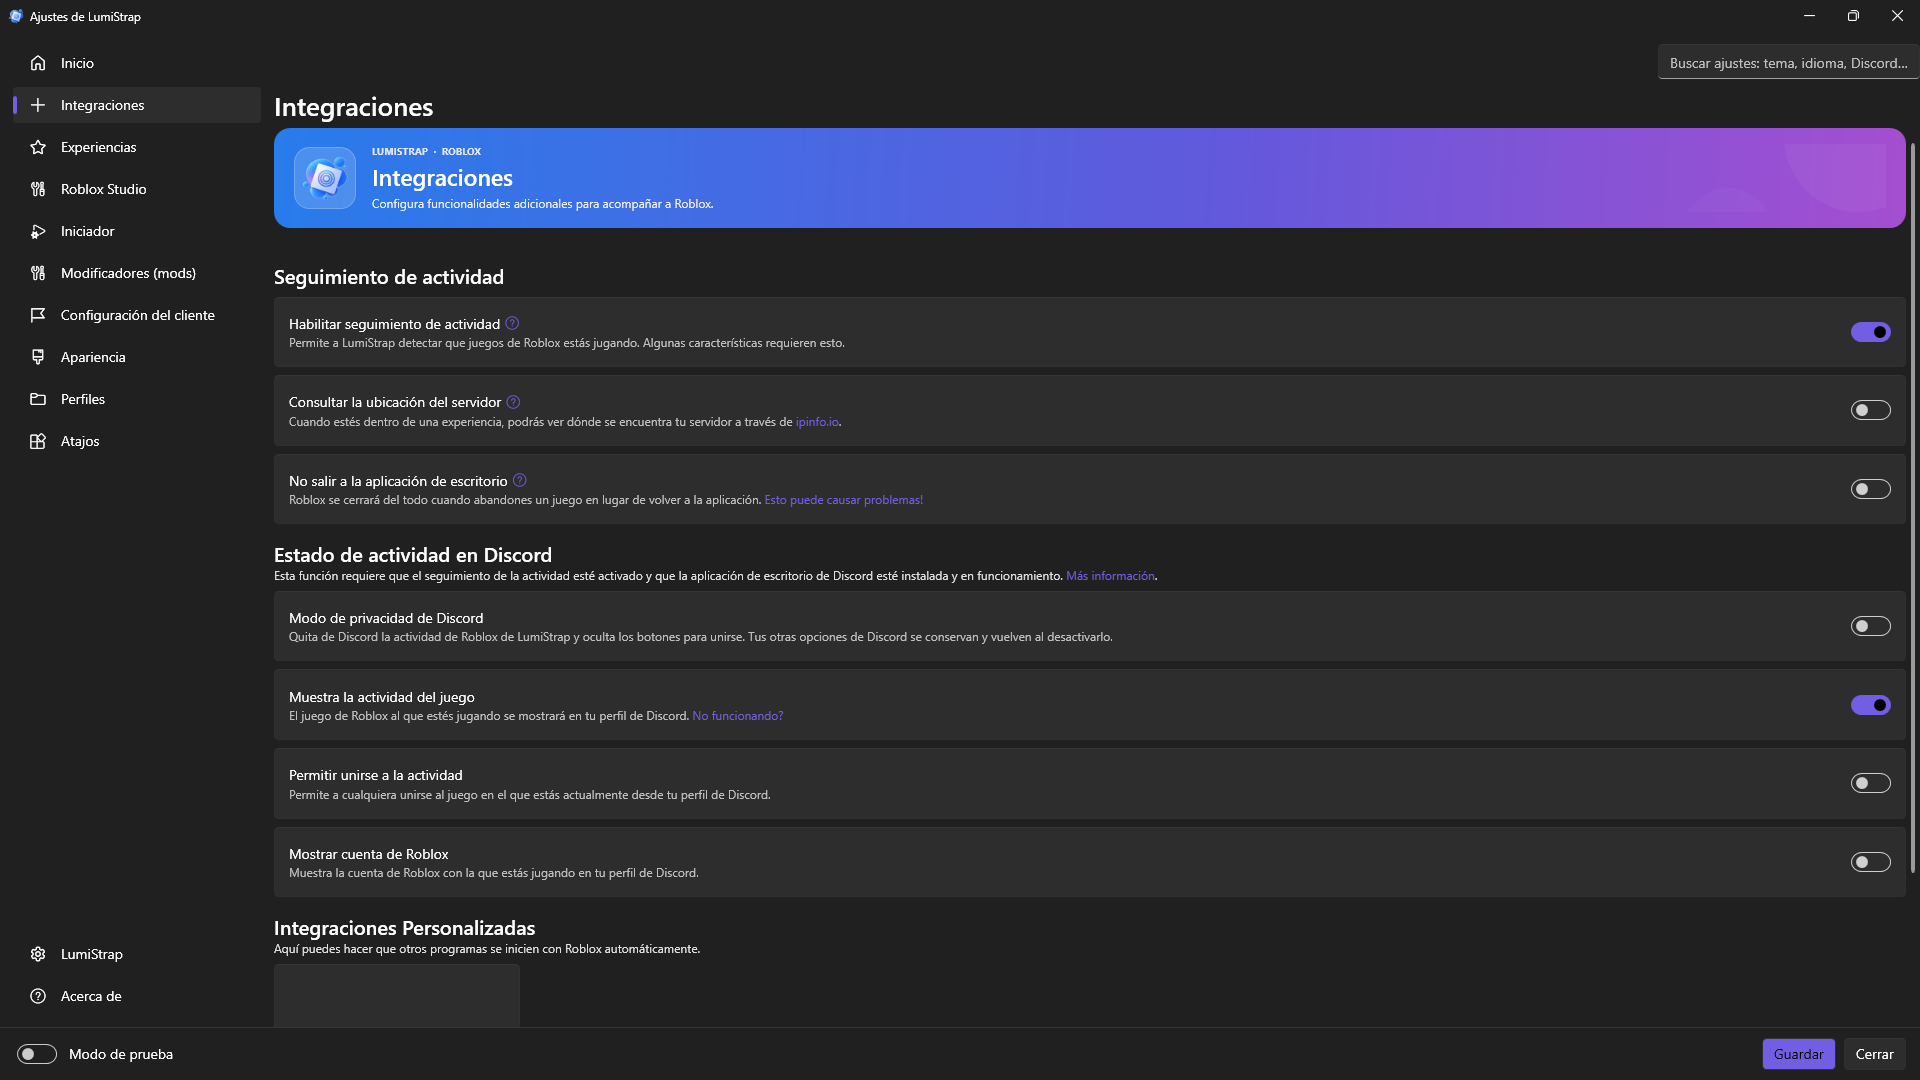 Ajustes de LumiStrap
Inicio
Buscar ajustes: tema, idioma, Discord...
Integraciones
Experiencias
Roblox Studio
Iniciador
Modificadores (mods)
Configuración del cliente
Apariencia
Perfiles
Atajos
LumiStrap
Acerca de
Integraciones
LUMISTRAP · ROBLOX
Integraciones
Configura funcionalidades adicionales para acompañar a Roblox.
Seguimiento de actividad
Habilitar seguimiento de actividad
Permite a LumiStrap detectar que juegos de Roblox estás jugando. Algunas características requieren esto.
Consultar la ubicación del servidor
Cuando estés dentro de una experiencia, podrás ver dónde se encuentra tu servidor a través de ipinfo.io.
No salir a la aplicación de escritorio
Roblox se cerrará del todo cuando abandones un juego en lugar de volver a la aplicación. Esto puede causar problemas!
Estado de actividad en Discord
Esta función requiere que el seguimiento de la actividad esté activado y que la aplicación de escritorio de Discord esté instalada y en funcionamiento. Más información.
Modo de privacidad de Discord
Quita de Discord la actividad de Roblox de LumiStrap y oculta los botones para unirse. Tus otras opciones de Discord se conservan y vuelven al desactivarlo.
Muestra la actividad del juego
El juego de Roblox al que estés jugando se mostrará en tu perfil de Discord. No funcionando?
Permitir unirse a la actividad
Permite a cualquiera unirse al juego en el que estás actualmente desde tu perfil de Discord.
Mostrar cuenta de Roblox
Muestra la cuenta de Roblox con la que estás jugando en tu perfil de Discord.
Integraciones Personalizadas
Aquí puedes hacer que otros programas se inicien con Roblox automáticamente.
Modo de prueba
Guardar
Cerrar